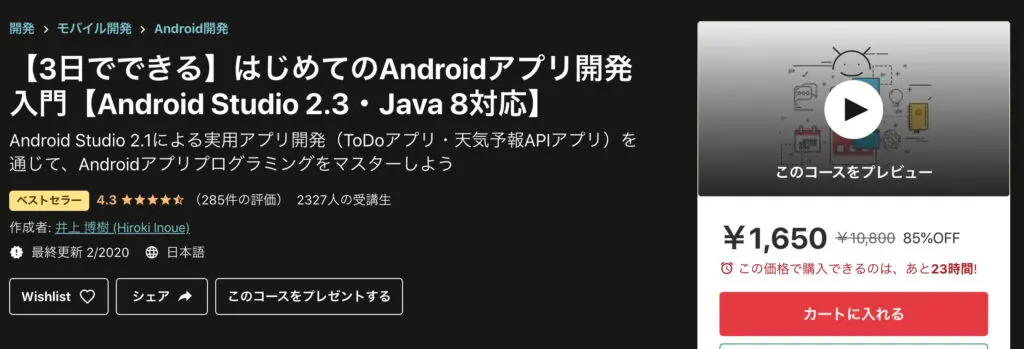 開発 > モバイル開発 > Android開発
【3日でできる】はじめてのAndroidアプリ開発
入門【Android Studio 2.3・Java 8対応】
Android Studio 2.1による実用アプリ開発（ToDoアプリ・天気予報APIアプリ）を
通じて、Androidアプリプログラミングをマスターしよう
ベストセラー 4.3 （285件の評価） 2327人の受講生
作成者: 井上 博樹 (Hiroki Inoue)
最終更新 2/2020 日本語
Wishlist シェア このコースをプレゼントする
このコースをプレビュー
￥1,650 ￥10,800 85%OFF
この価格で購入できるのは、あと23時間!
カートに入れる